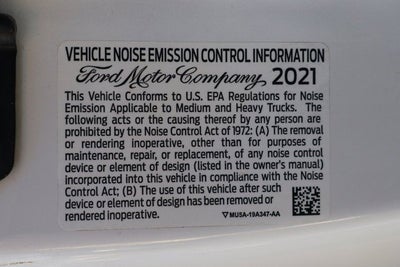 VEHICLE NOISE EMISSION CONTROL INFORMATION
Ford Motor Company 2021
This Vehicle Conforms to U.S. EPA Regulations for Noise
Emission Applicable to Medium and Heavy Trucks. The
following acts or the causing thereof by any person are
prohibited by the Noise Control Act of 1972: (A) The removal
or rendering inoperative, other than for purposes of
maintenance, repair, or replacement, of any noise control
device or element of design (listed in the owner's manual)
incorporated into this vehicle in compliance with the Noise
Control Act; (B) The use of this vehicle after such
device or element of design has been removed or
rendered inoperative.
MU5A-19A347-AA